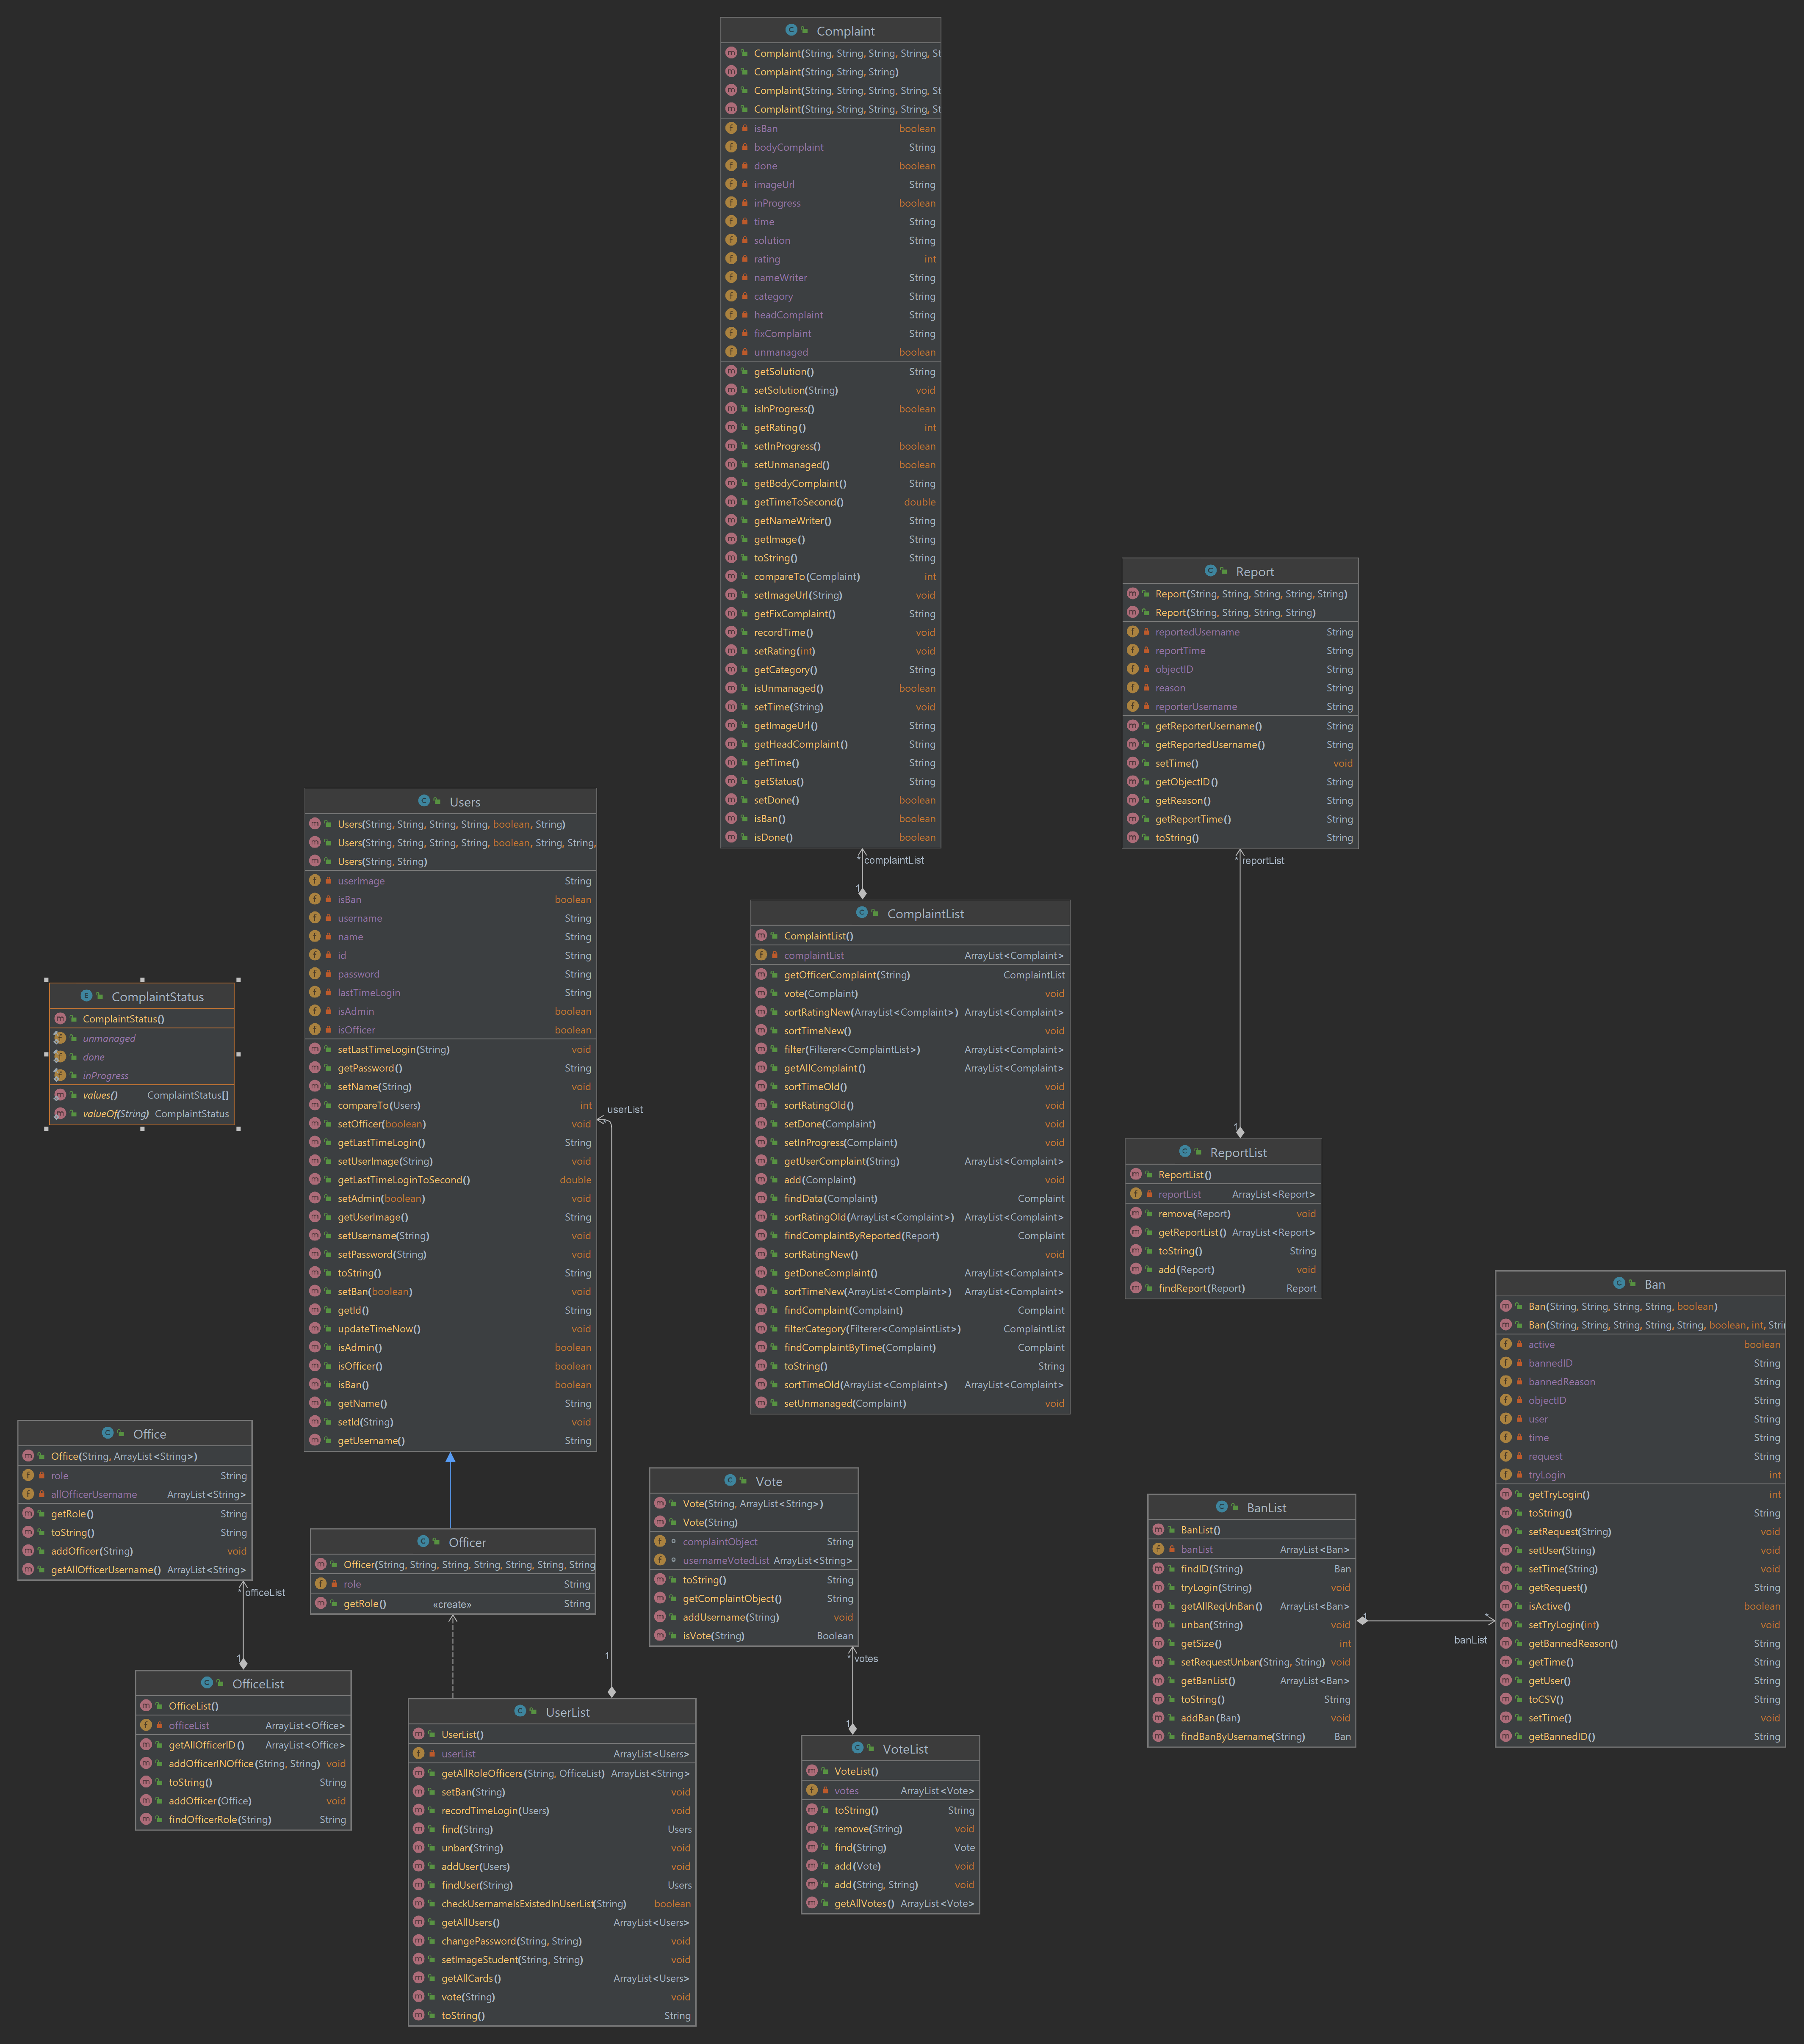 Complaint
Complaint(String, String, String, String, St
Complaint(String, String, String)
Complaint(String, String, String, String, St
Complaint(String, String, String, String, St
isBan boolean
bodyComplaint String
done boolean
imageUrl String
inProgress boolean
time String
solution String
rating int
nameWriter String
category String
headComplaint String
fixComplaint String
unmanaged boolean
getSolution() String
setSolution(String) void
isInProgress() boolean
getRating() int
setInProgress() boolean
setUnmanaged() boolean
getBodyComplaint() String
getTimeToSecond() double
getNameWriter() String
getImage() String
toString() String
compareTo(Complaint) int
setImageUrl(String) void
getFixComplaint() String
recordTime() void
setRating(int) void
getCategory() String
isUnmanaged() boolean
setTime(String) void
getImageUrl() String
getHeadComplaint() String
getTime() String
getStatus() String
setDone() boolean
isBan() boolean
isDone() boolean
* complaintList
1
Report
Report(String, String, String, String, String)
Report(String, String, String, String)
reportedUsername String
reportTime String
objectID String
reason String
reporterUsername String
getReporterUsername() String
getReportedUsername() String
setTime() void
getObjectID() String
getReason() String
getReportTime() String
toString() String
* reportList
1
Users
Users(String, String, String, String, boolean, String)
Users(String, String, String, String, boolean, String, String,
Users(String, String)
userImage String
isBan boolean
username String
name String
id String
password String
lastTimeLogin String
isAdmin boolean
isOfficer boolean
setLastTimeLogin(String) void
getPassword() String
setName(String) void
compareTo(Users) int
setOfficer(boolean) void
getLastTimeLogin() String
setUserImage(String) void
getLastTimeLoginToSecond() double
setAdmin(boolean) void
getUserImage() String
setUsername(String) void
setPassword(String) void
toString() String
setBan(boolean) void
getId() String
updateTimeNow() void
isAdmin() boolean
isOfficer() boolean
isBan() boolean
getName() String
setId(String) void
getUsername() String
userList
1
ComplaintList
ComplaintList()
complaintList ArrayList<Complaint>
getOfficerComplaint(String) ComplaintList
vote(Complaint) void
sortRatingNew(ArrayList<Complaint>) ArrayList<Complaint>
sortTimeNew() void
filter(Filterer<ComplaintList>) ArrayList<Complaint>
getAllComplaint() ArrayList<Complaint>
sortTimeOld() void
sortRatingOld() void
setDone(Complaint) void
setInProgress(Complaint) void
getUserComplaint(String) ArrayList<Complaint>
add(Complaint) void
findData(Complaint) Complaint
sortRatingOld(ArrayList<Complaint>) ArrayList<Complaint>
findComplaintByReported(Report) Complaint
sortRatingNew() void
getDoneComplaint() ArrayList<Complaint>
sortTimeNew(ArrayList<Complaint>) ArrayList<Complaint>
findComplaint(Complaint) Complaint
filterCategory(Filterer<ComplaintList>) ComplaintList
findComplaintByTime(Complaint) Complaint
toString() String
sortTimeOld(ArrayList<Complaint>) ArrayList<Complaint>
setUnmanaged(Complaint) void
ComplaintStatus
ComplaintStatus()
unmanaged
done
inProgress
values() ComplaintStatus[]
valueOf(String) ComplaintStatus
ReportList
ReportList()
reportList ArrayList<Report>
remove(Report) void
getReportList() ArrayList<Report>
toString() String
add(Report) void
findReport(Report) Report
Ban
Ban(String, String, String, String, boolean)
Ban(String, String, String, String, String, boolean, int, Stri
active boolean
bannedID String
bannedReason String
objectID String
user String
time String
request String
tryLogin int
getTryLogin() int
toString() String
setRequest(String) void
setUser(String) void
setTime(String) void
getRequest() String
isActive() boolean
setTryLogin(int) void
getBannedReason() String
getTime() String
getUser() String
toCSV() String
setTime() void
getBannedID() String
BanList
BanList()
banList ArrayList<Ban>
findID(String) Ban
tryLogin(String) void
getAllReqUnBan() ArrayList<Ban>
unban(String) void
getSize() int
setRequestUnban(String, String) void
getBanList() ArrayList<Ban>
toString() String
addBan(Ban) void
findBanByUsername(String) Ban
1
*
banList
Office
Office(String, ArrayList<String>)
role String
allOfficerUsername ArrayList<String>
getRole() String
toString() String
addOfficer(String) void
getAllOfficerUsername() ArrayList<String>
* officeList
1
Officer
Officer(String, String, String, String, String, String, String
role String
getRole() String
«create»
Vote
Vote(String, ArrayList<String>)
Vote(String)
complaintObject String
usernameVotedList ArrayList<String>
toString() String
getComplaintObject() String
addUsername(String) void
isVote(String) Boolean
* votes
1
OfficeList
OfficeList()
officeList ArrayList<Office>
getAllOfficerID() ArrayList<Office>
addOfficerINOffice(String, String) void
toString() String
addOfficer(Office) void
findOfficerRole(String) String
UserList
UserList()
userList ArrayList<Users>
getAllRoleOfficers(String, OfficeList) ArrayList<String>
setBan(String) void
recordTimeLogin(Users) void
find(String) Users
unban(String) void
addUser(Users) void
findUser(String) Users
checkUsernameIsExistedInUserList(String) boolean
getAllUsers() ArrayList<Users>
changePassword(String, String) void
setImageStudent(String, String) void
getAllCards() ArrayList<Users>
vote(String) void
toString() String
VoteList
VoteList()
votes ArrayList<Vote>
toString() String
remove(String) void
find(String) Vote
add(Vote) void
add(String, String) void
getAllVotes() ArrayList<Vote>